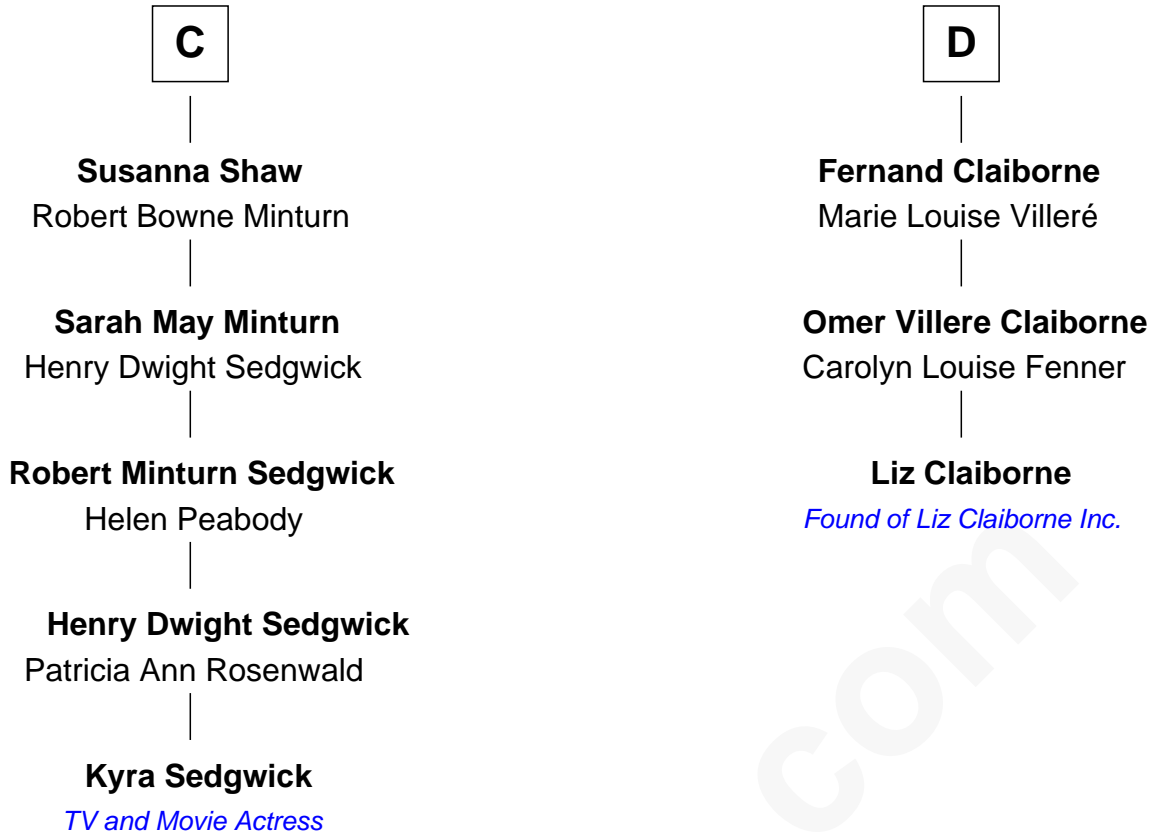 C
Susanna Shaw
Robert Bowne Minturn
Sarah May Minturn
Henry Dwight Sedgwick
Robert Minturn Sedgwick
Helen Peabody
Henry Dwight Sedgwick
Patricia Ann Rosenwald
Kyra Sedgwick
TV and Movie Actress
D
Fernand Claiborne
Marie Louise Villeré
Omer Villere Claiborne
Carolyn Louise Fenner
Liz Claiborne
Found of Liz Claiborne Inc.
com